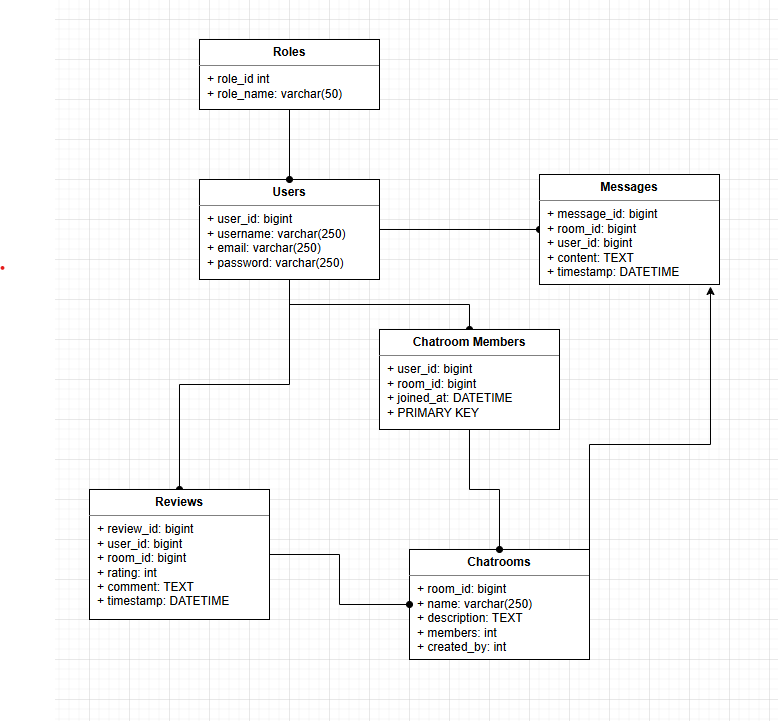 Roles
+ role_id int
+ role_name: varchar(50)
Users
+ user_id: bigint
+ username: varchar(250)
+ email: varchar(250)
+ password: varchar(250)
Messages
+ message_id: bigint
+ room_id: bigint
+ user_id: bigint
+ content: TEXT
+ timestamp: DATETIME
Chatroom Members
+ user_id: bigint
+ room_id: bigint
+ joined_at: DATETIME
+ PRIMARY KEY
Reviews
+ review_id: bigint
+ user_id: bigint
+ room_id: bigint
+ rating: int
+ comment: TEXT
+ timestamp: DATETIME
Chatrooms
+ room_id: bigint
+ name: varchar(250)
+ description: TEXT
+ members: int
+ created_by: int